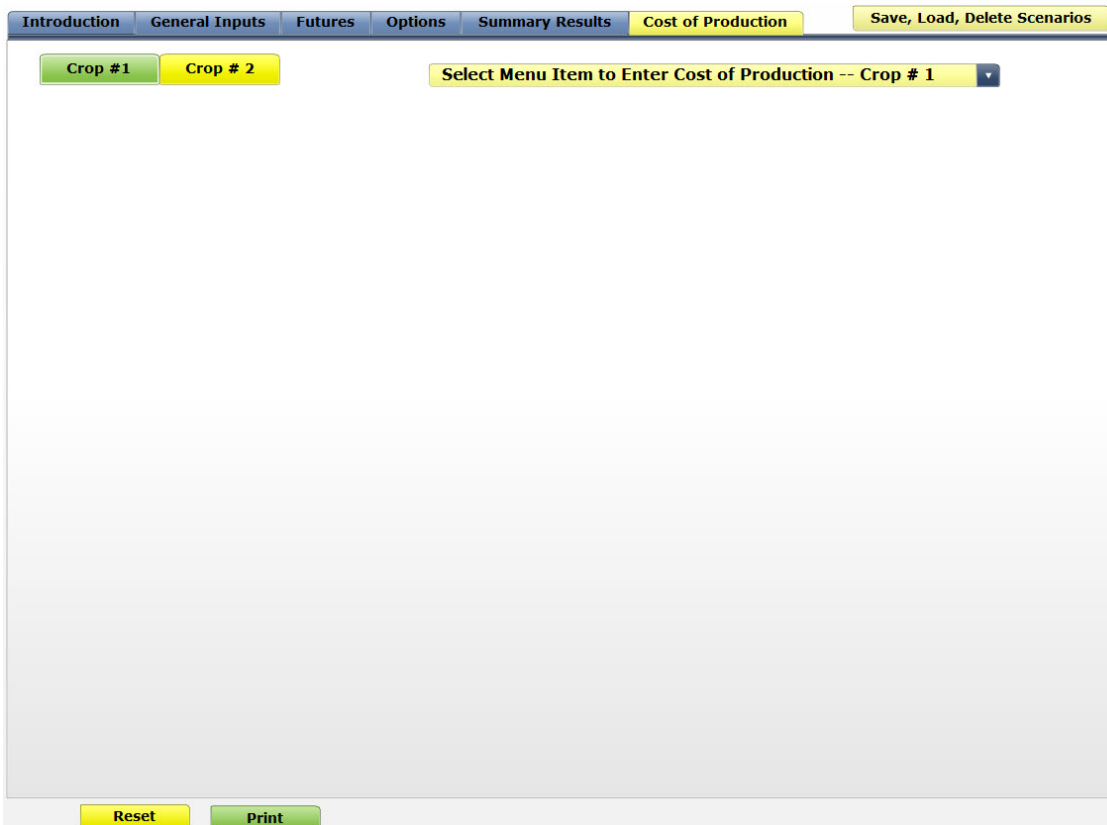 Introduction General Inputs Futures Options Summary Results Cost of Production Save, Load, Delete Scenarios
Crop #1 Crop # 2 Select Menu Item to Enter Cost of Production -- Crop # 1
Reset Print